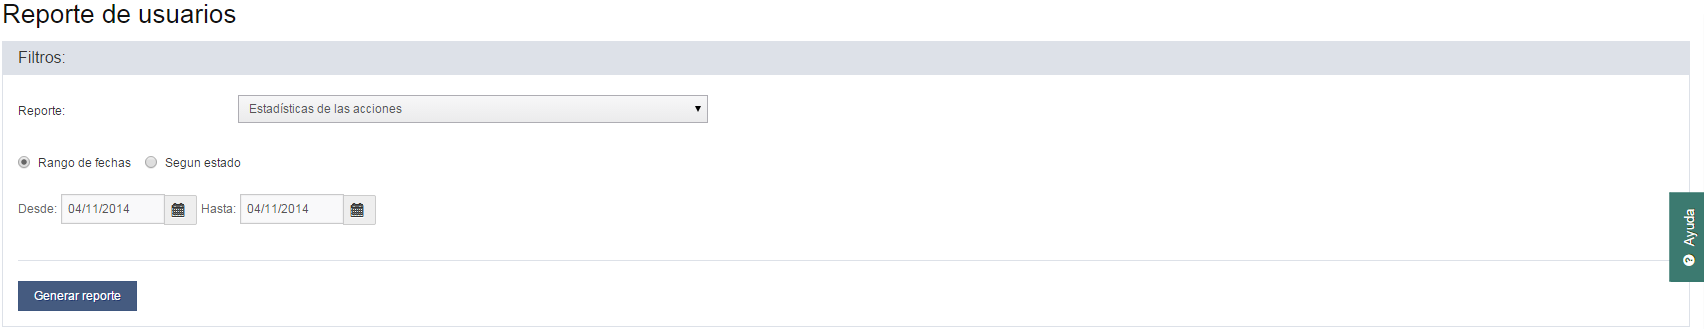 Reporte de usuarios
Filtros:
Reporte: Estadísticas de las acciones
Rango de fechas Segun estado
Desde: 04/11/2014 Hasta: 04/11/2014
Ayuda
Generar reporte